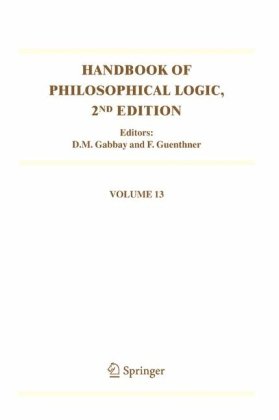 HANDBOOK OF
PHILOSOPHICAL LOGIC,
2ND EDITION
Editors:
D.M. Gabbay and F. Guenthner
VOLUME 13
Springer